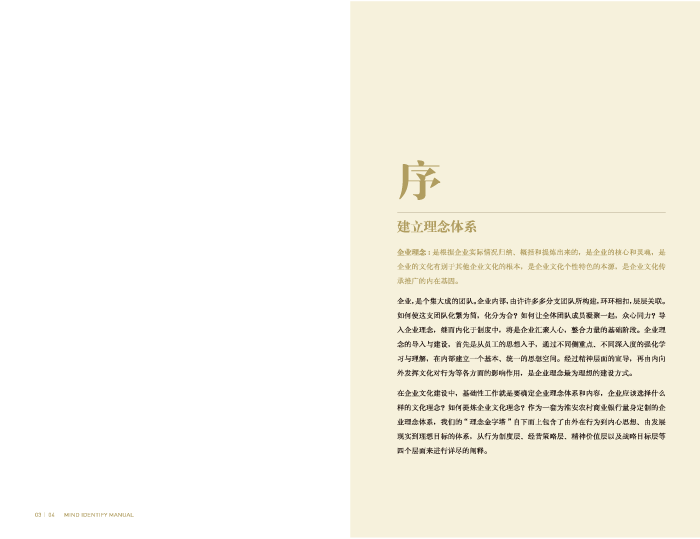 序
建立理念体系
企业理念：是根据企业实际情况归纳、概括和提炼出来的，是企业的核心和灵魂，是
企业的文化有别于其他企业文化的根本，是企业文化个性特色的本源，是企业文化传
承推广的内在基因。
企业，是个集大成的团队。企业内部，由许许多多分支团队所构建，环环相扣，层层关联。
如何使这支团队化繁为简，化分为合？如何让全体团队成员凝聚一起，众心同力？导
入企业理念，继而内化于制度中，将是企业汇聚人心，整合力量的基础阶段。企业理
念的导入与建设，首先是从员工的思想入手，通过不同侧重点、不同深入度的强化学
习与理解，在内部建立一个基本、统一的思想空间。经过精神层面的宣导，再由内向
外发挥文化对行为等各方面的影响作用，是企业理念最为理想的建设方式。
在企业文化建设中，基础性工作就是要确定企业理念体系和内容，企业应该选择什么
样的文化理念？如何提炼企业文化理念？作为一套为淮安农村商业银行量身定制的企
业理念体系，我们的“理念金字塔”自下而上包含了由外在行为到内心思想、由发展
现实到理想目标的体系，从行为制度层、经营策略层、精神价值层以及战略目标层等
四个层面来进行详尽的阐释。
03 | 04 MIND IDENTIFY MANUAL